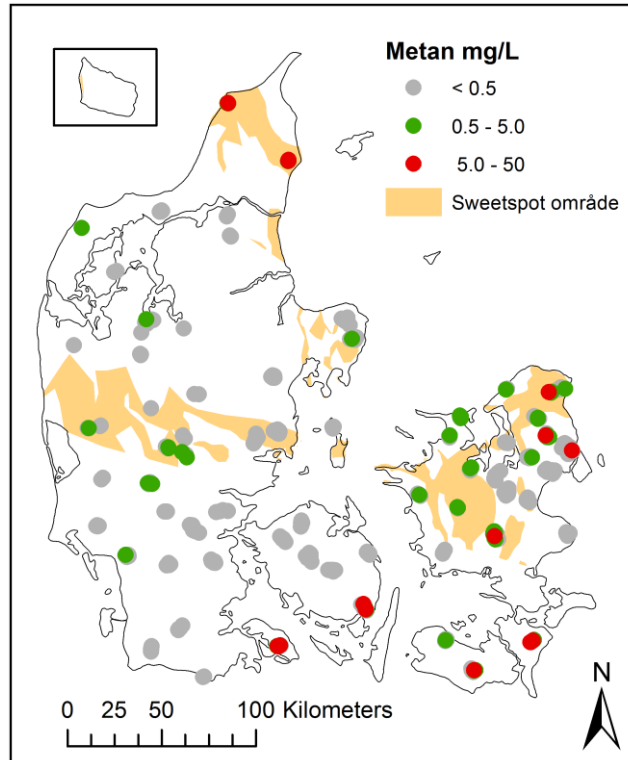 Metan mg/L
< 0.5
0.5 - 5.0
5.0 - 50
Sweetspot område
N
0 25 50 100 Kilometers